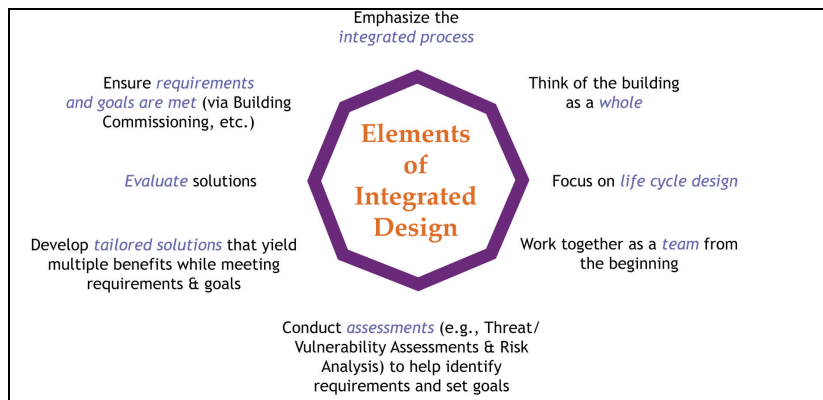 Emphasize the
integrated process
Ensure requirements
and goals are met (via Building
Commissioning, etc.)
Think of the building
as a whole
Elements
of
Integrated
Design
Evaluate solutions
Focus on life cycle design
Develop tailored solutions that yield
multiple benefits while meeting
requirements & goals
Work together as a team from
the beginning
Conduct assessments (e.g., Threat/
Vulnerability Assessments & Risk
Analysis) to help identify
requirements and set goals